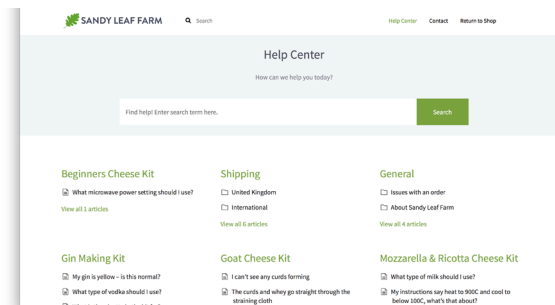 SANDY LEAF FARM
Search
Help Center
Contact
Return to Shop
Help Center
How can we help you today?
Find help! Enter search term here.
Search
Beginners Cheese Kit
What microwave power setting should I use?
View all 1 articles
Shipping
United Kingdom
International
View all 6 articles
General
Issues with an order
About Sandy Leaf Farm
View all 4 articles
Gin Making Kit
My gin is yellow – is this normal?
What type of vodka should I use?
Goat Cheese Kit
I can't see any curds forming
The curds and whey go straight through the
straining cloth
Mozzarella & Ricotta Cheese Kit
What type of milk should I use?
My instructions say heat to 900C and cool to
below 100C, what's that about?